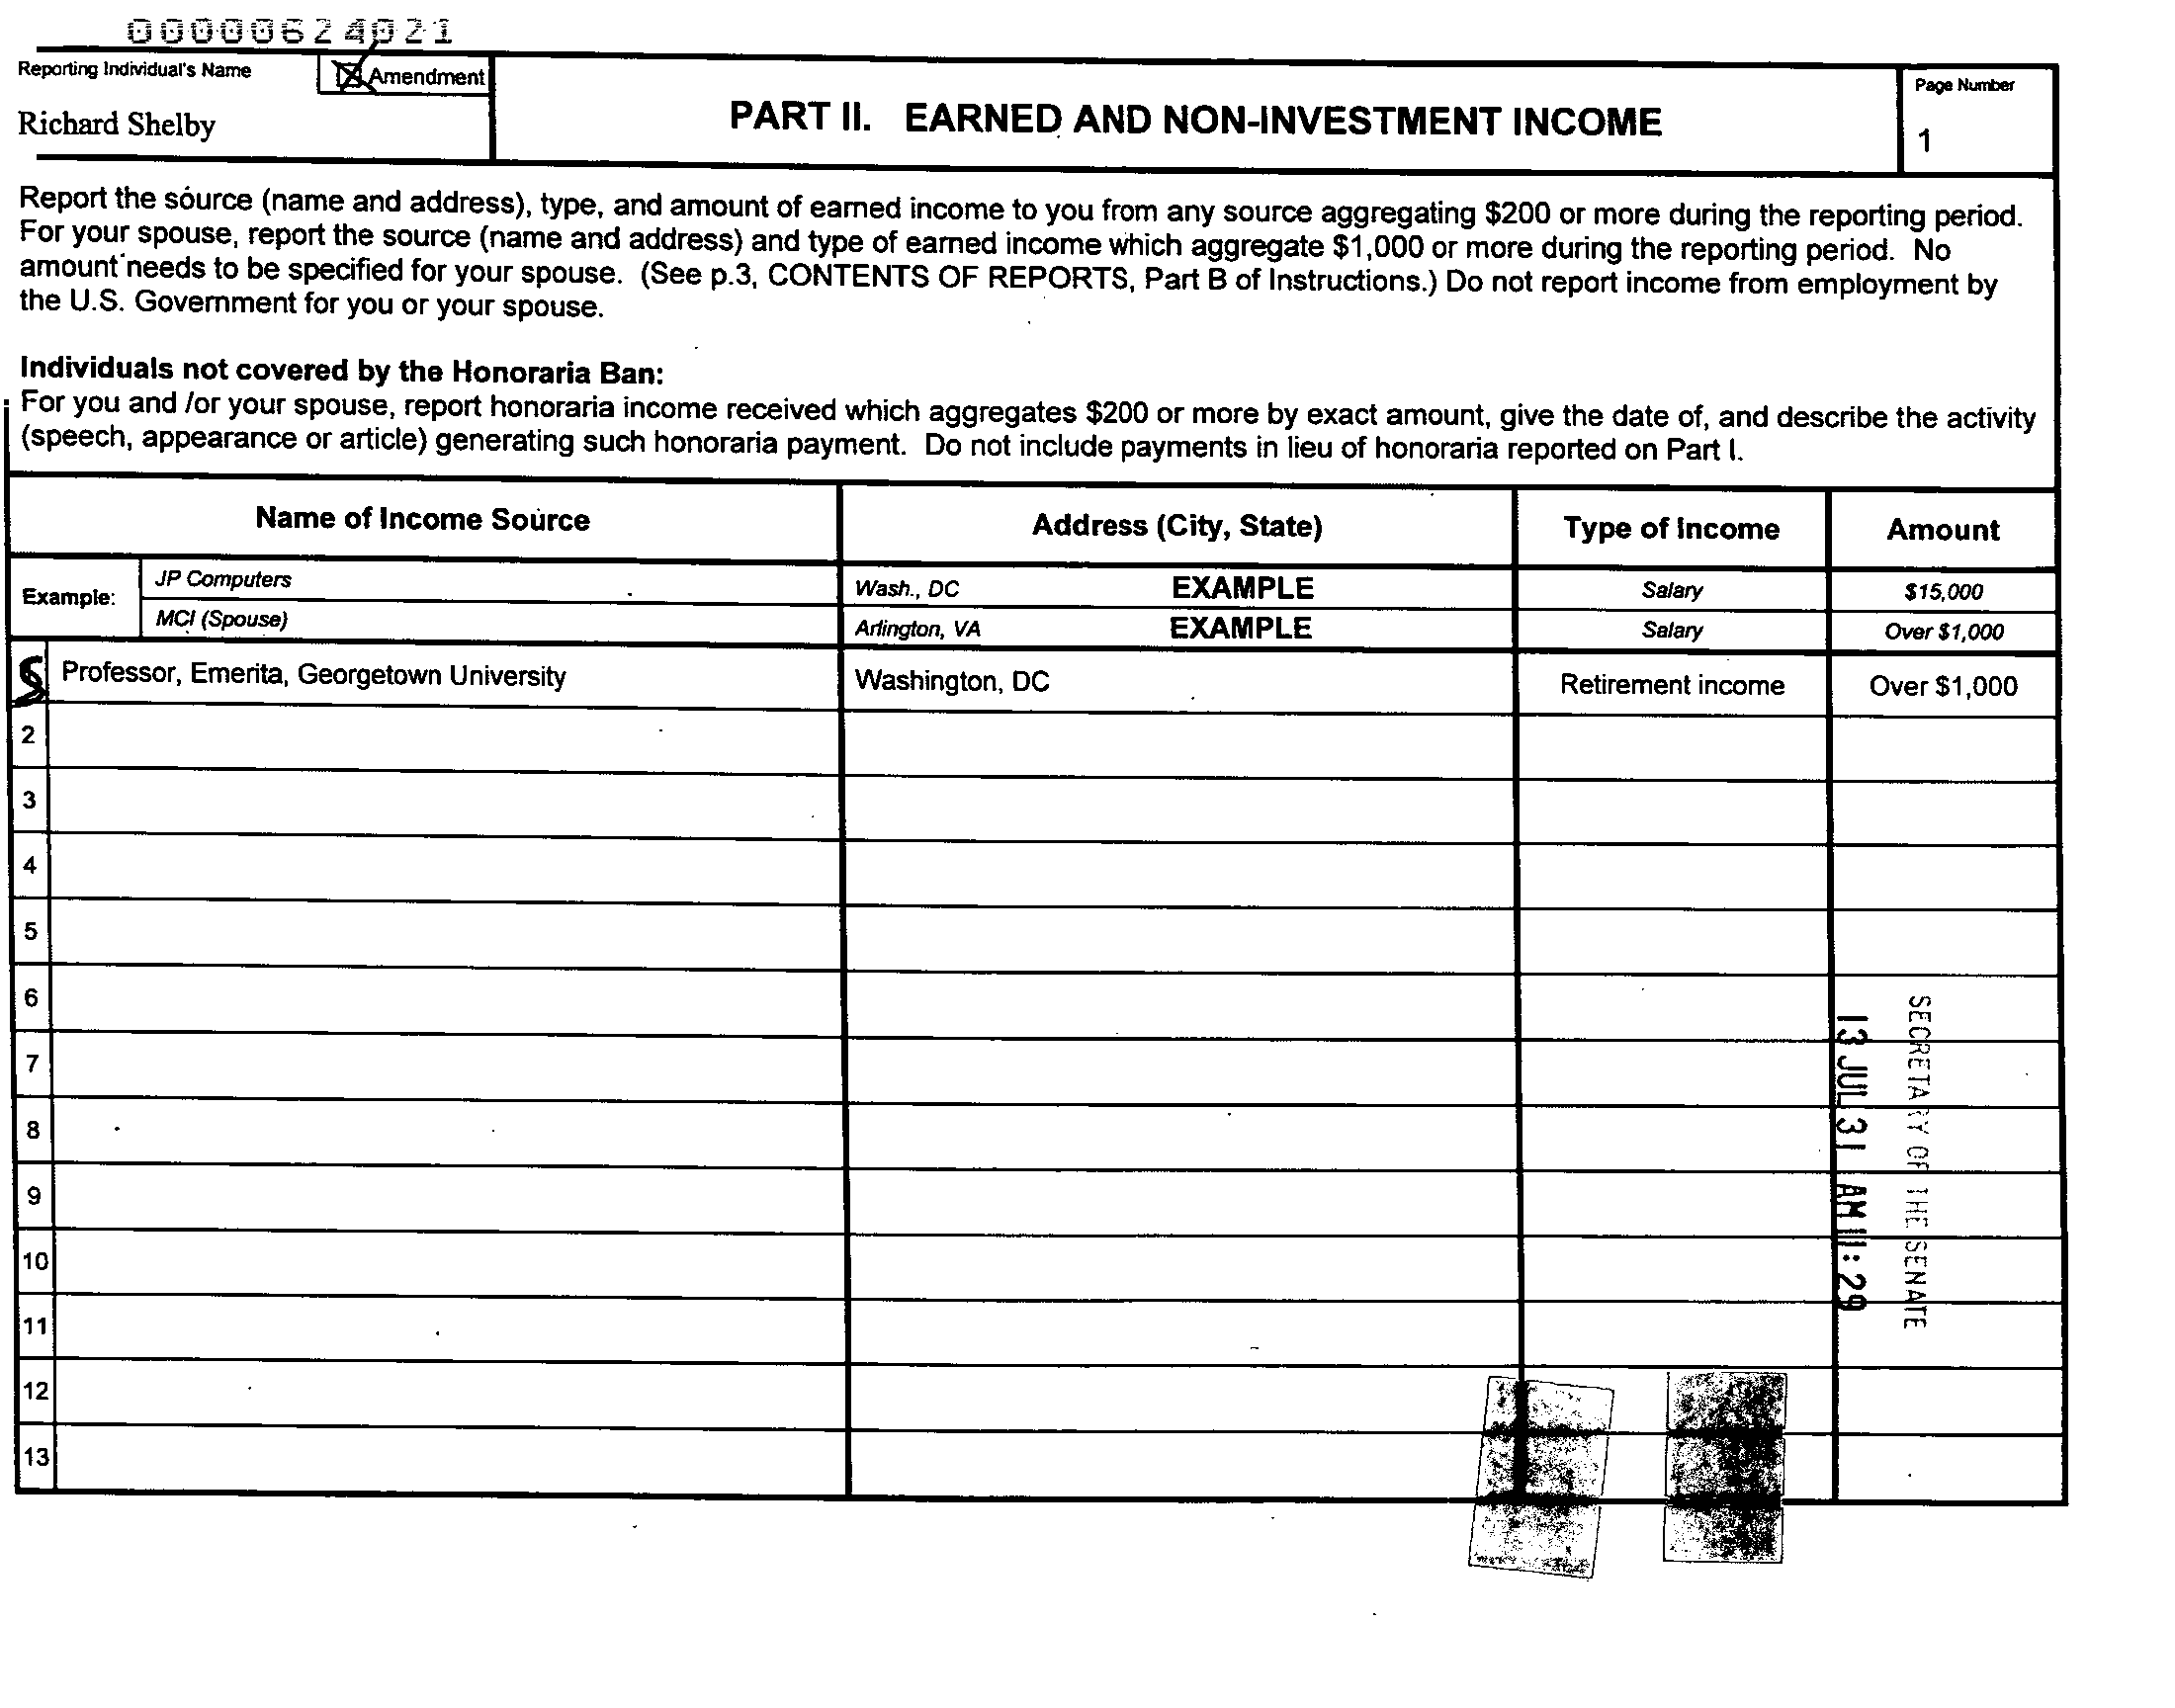 00000624021
Reporting Individual's Name
Amendment
Richard Shelby
PART II. EARNED AND NON-INVESTMENT INCOME
Page Number
1
Report the source (name and address), type, and amount of earned income to you from any source aggregating $200 or more during the reporting period.
For your spouse, report the source (name and address) and type of earned income which aggregate $1,000 or more during the reporting period. No
amount needs to be specified for your spouse. (See p.3, CONTENTS OF REPORTS, Part B of Instructions.) Do not report income from employment by
the U.S. Government for you or your spouse.
Individuals not covered by the Honoraria Ban:
For you and /or your spouse, report honoraria income received which aggregates $200 or more by exact amount, give the date of, and describe the activity
(speech, appearance or article) generating such honoraria payment. Do not include payments in lieu of honoraria reported on Part I.
Name of Income Source Address (City, State) Type of Income Amount
Example:
JP Computers Wash., DC EXAMPLE Salary $15,000
MCI (Spouse) Arlington, VA EXAMPLE Salary Over $1,000
S Professor, Emerita, Georgetown University Washington, DC Retirement income Over $1,000
2
3
4
5
6
7
8
9
10
11
12
13
SECRETARY OF THE SENATE
13 JUL 31 AM 11:29